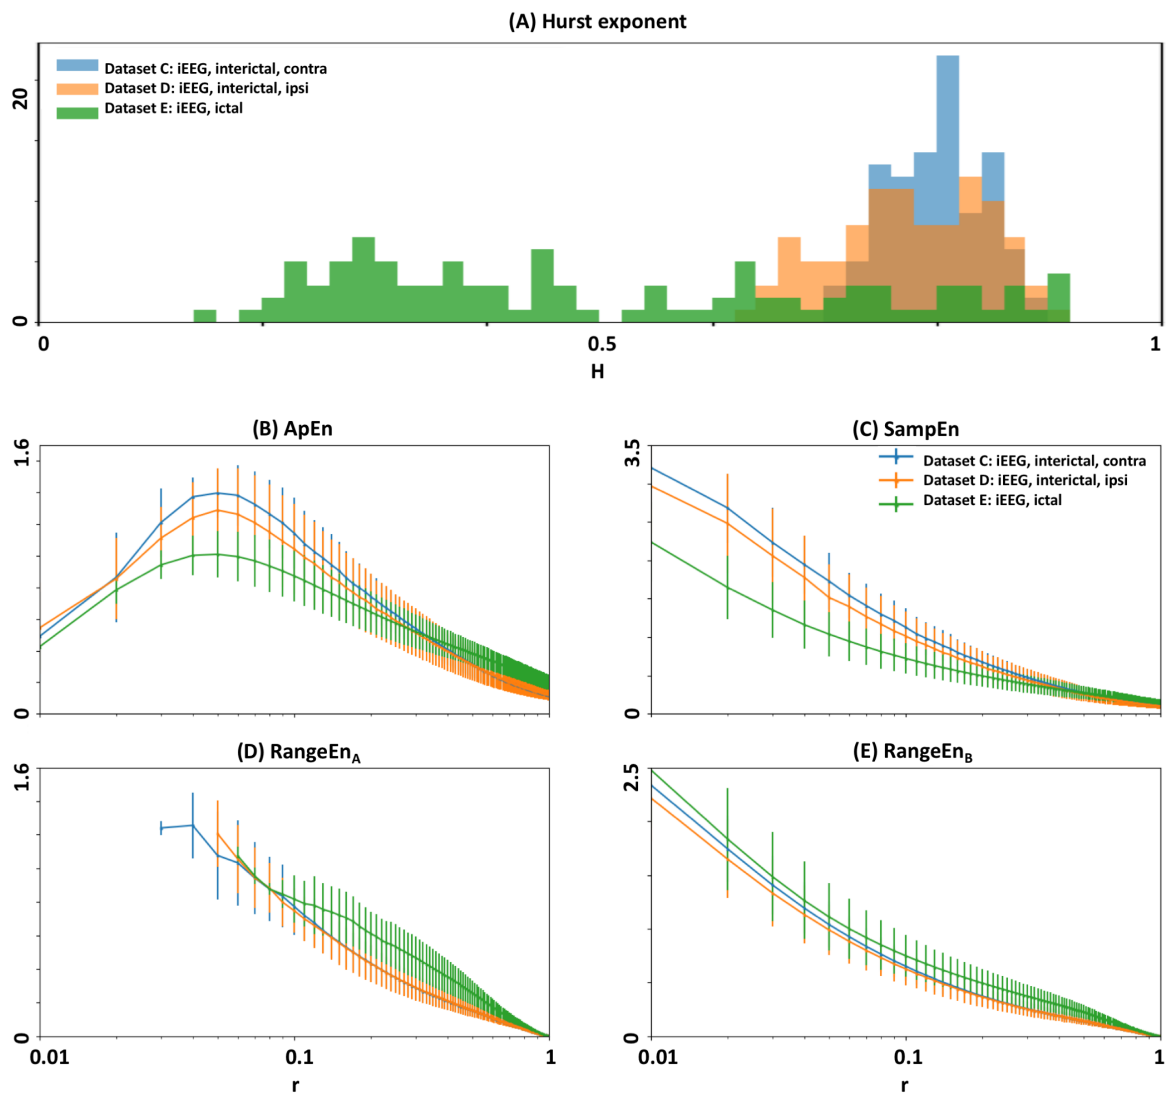 (A) Hurst exponent
Dataset C: iEEG, interictal, contra
Dataset D: iEEG, interictal, ipsi
Dataset E: iEEG, ictal
20
0
0 0.5 1
H
(B) ApEn
1.6
0
(C) SampEn
3.5
Dataset C: iEEG, interictal, contra
Dataset D: iEEG, interictal, ipsi
Dataset E: iEEG, ictal
0
(D) RangeEnA
1.6
0
0.01 0.1 1
r
(E) RangeEnB
2.5
0
0.01 0.1 1
r